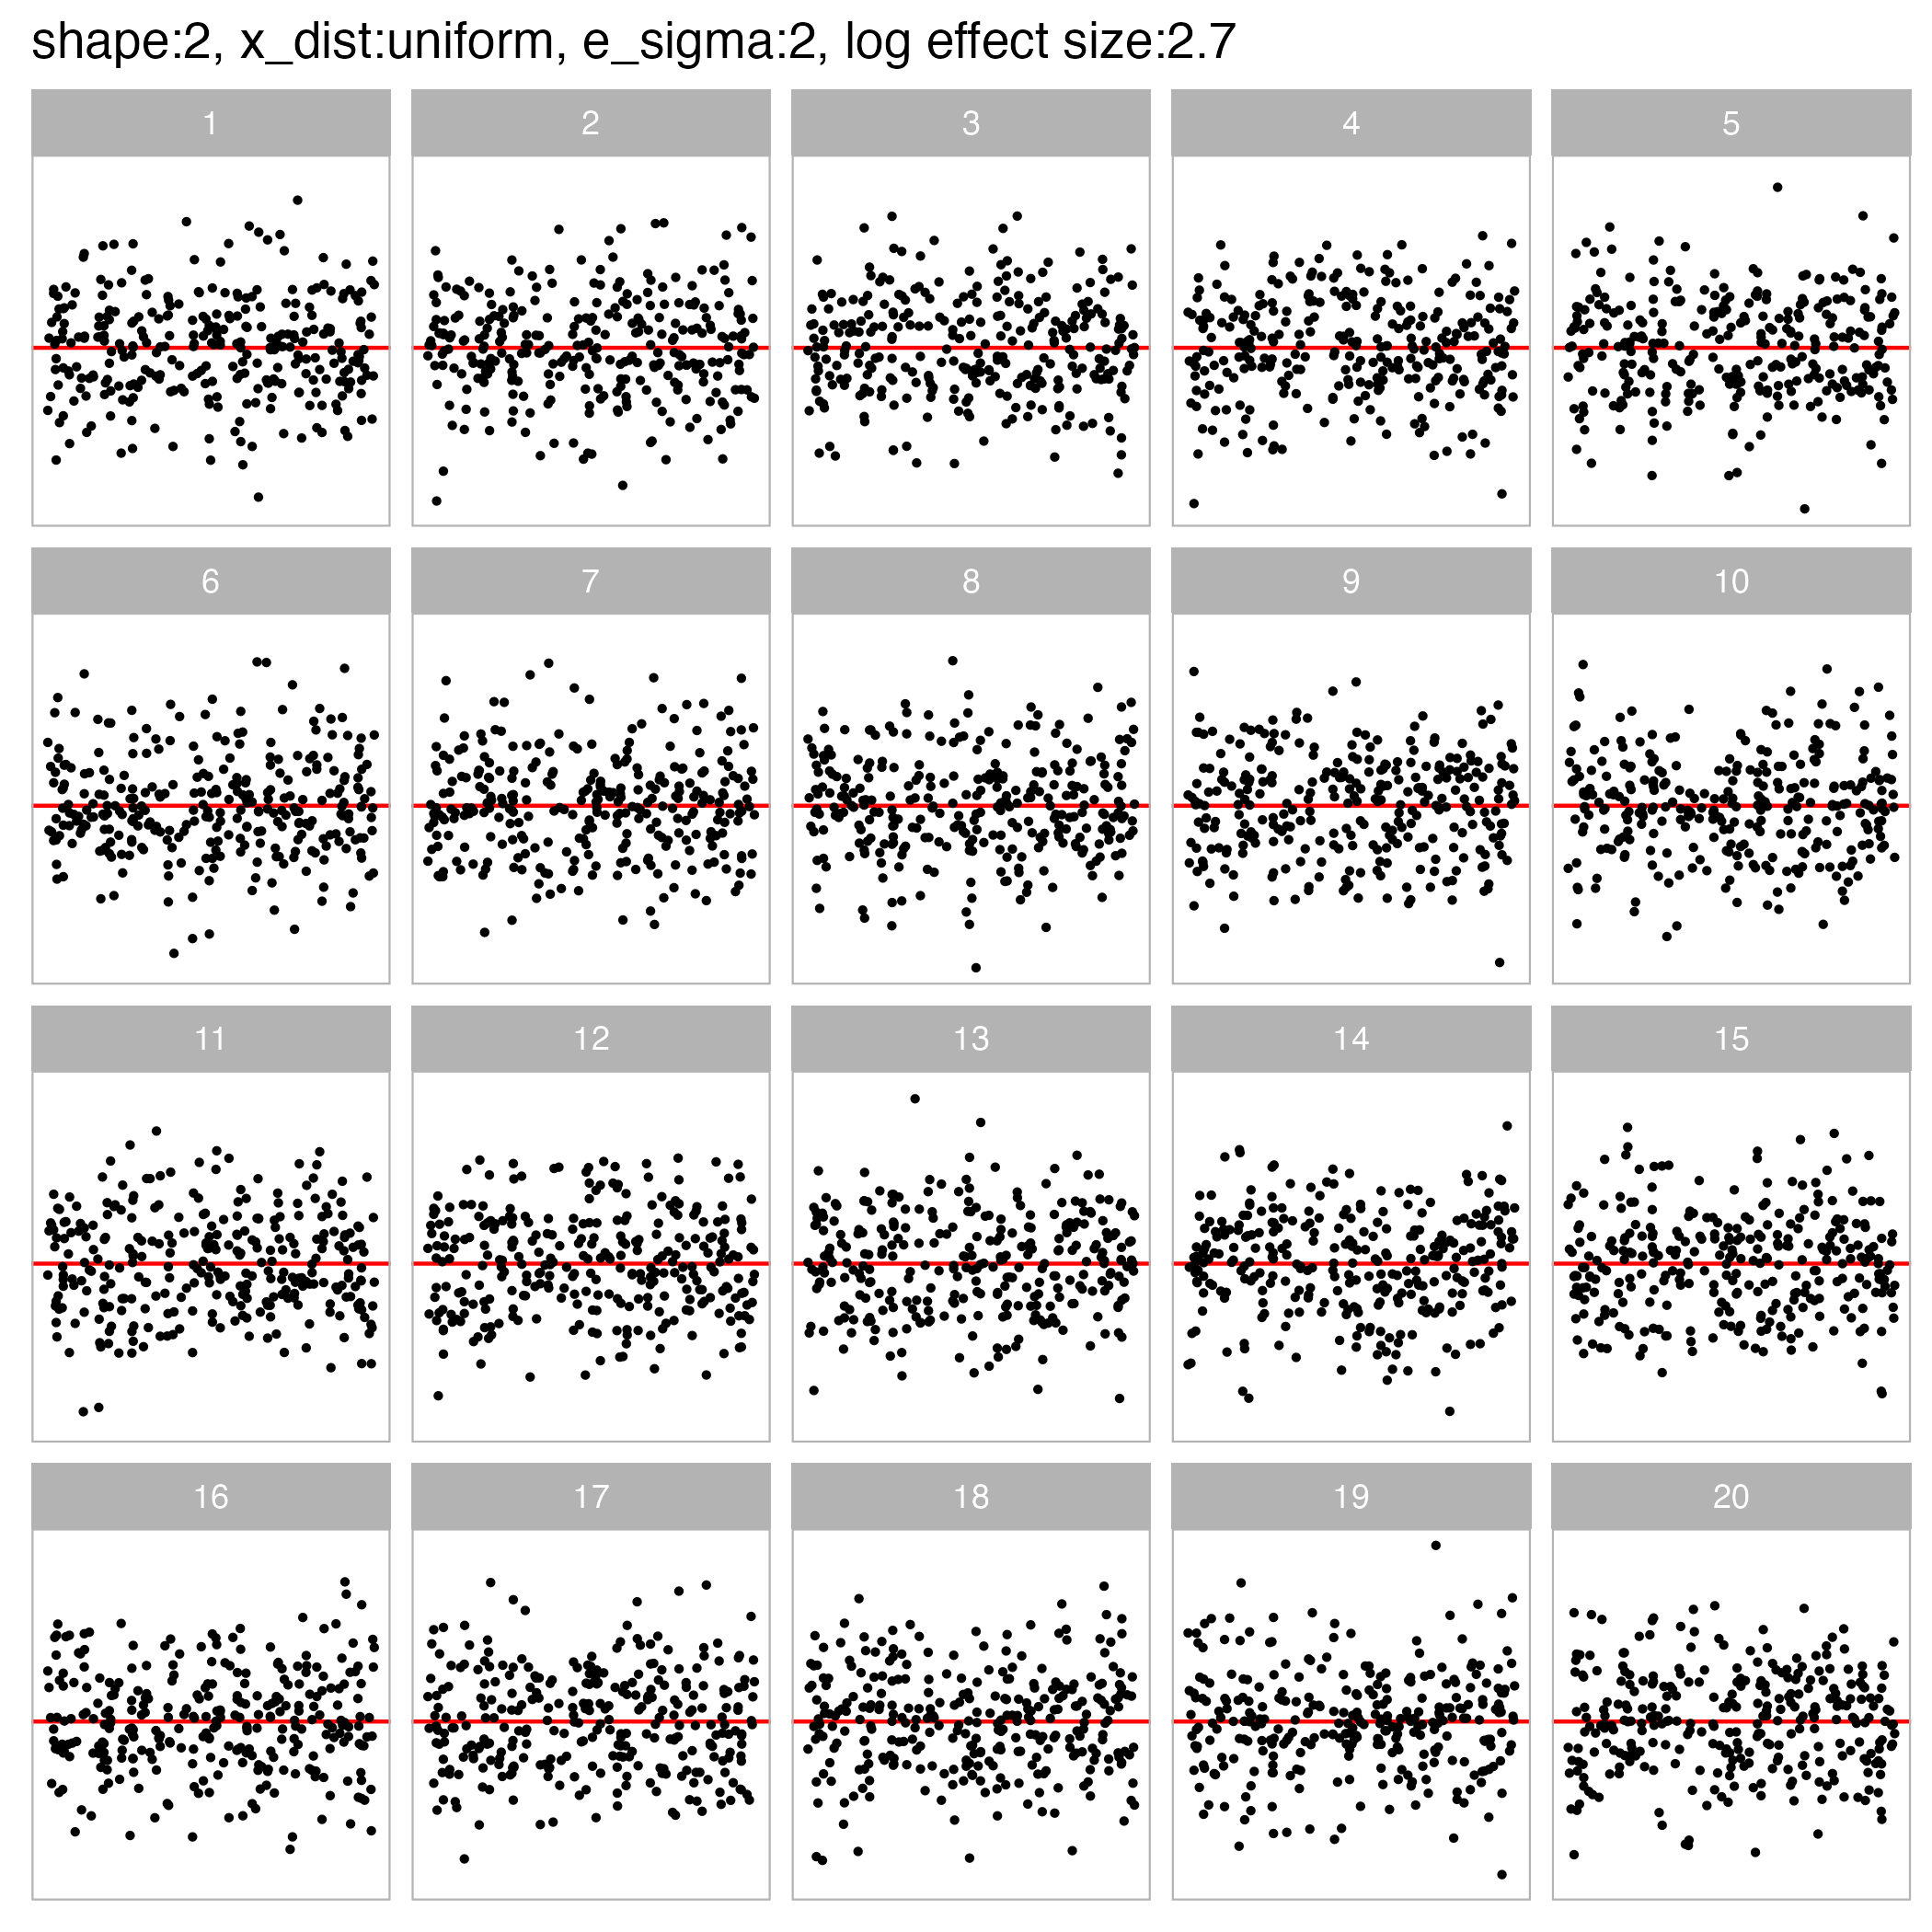 shape:2, x_dist:uniform, e_sigma:2, log effect size:2.7
1 2 3 4 5
6 7 8 9 10
11 12 13 14 15
16 17 18 19 20